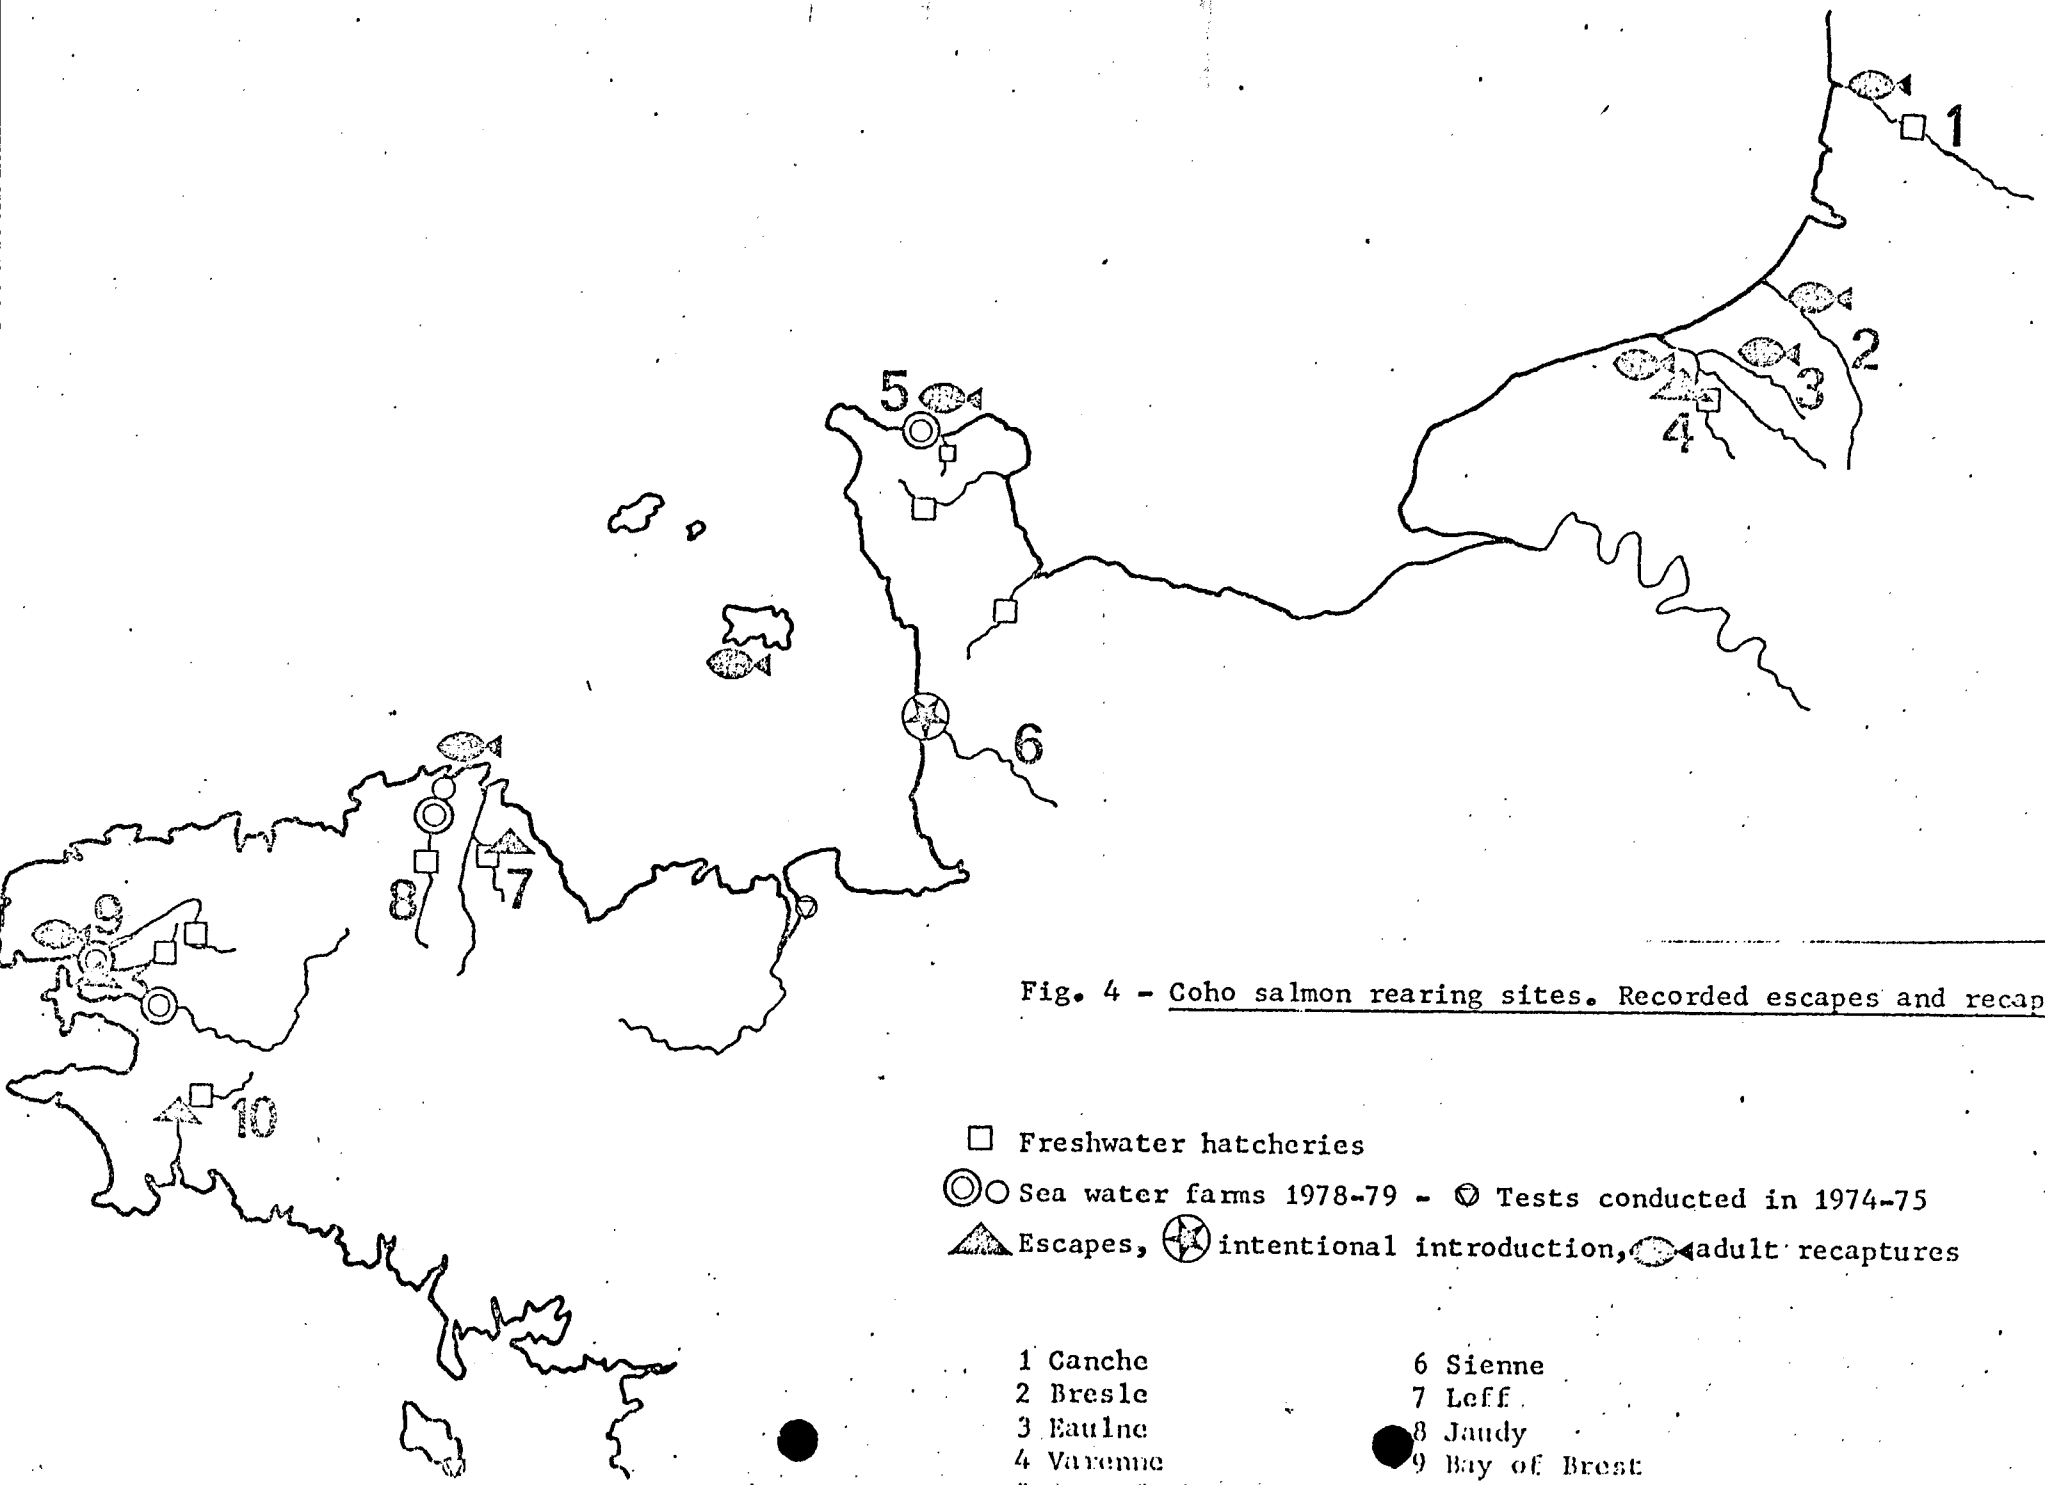 1
2
3
4
5
6
7
8
9
10
Fig. 4 - Coho salmon rearing sites. Recorded escapes and recap
Freshwater hatcheries
Sea water farms 1978-79 - Tests conducted in 1974-75
Escapes, intentional introduction, adult recaptures
1 Canche
2 Bresle
3 Eaulne
4 Varenne
6 Sienne
7 Leff
8 Jaudy
9 Bay of Brest